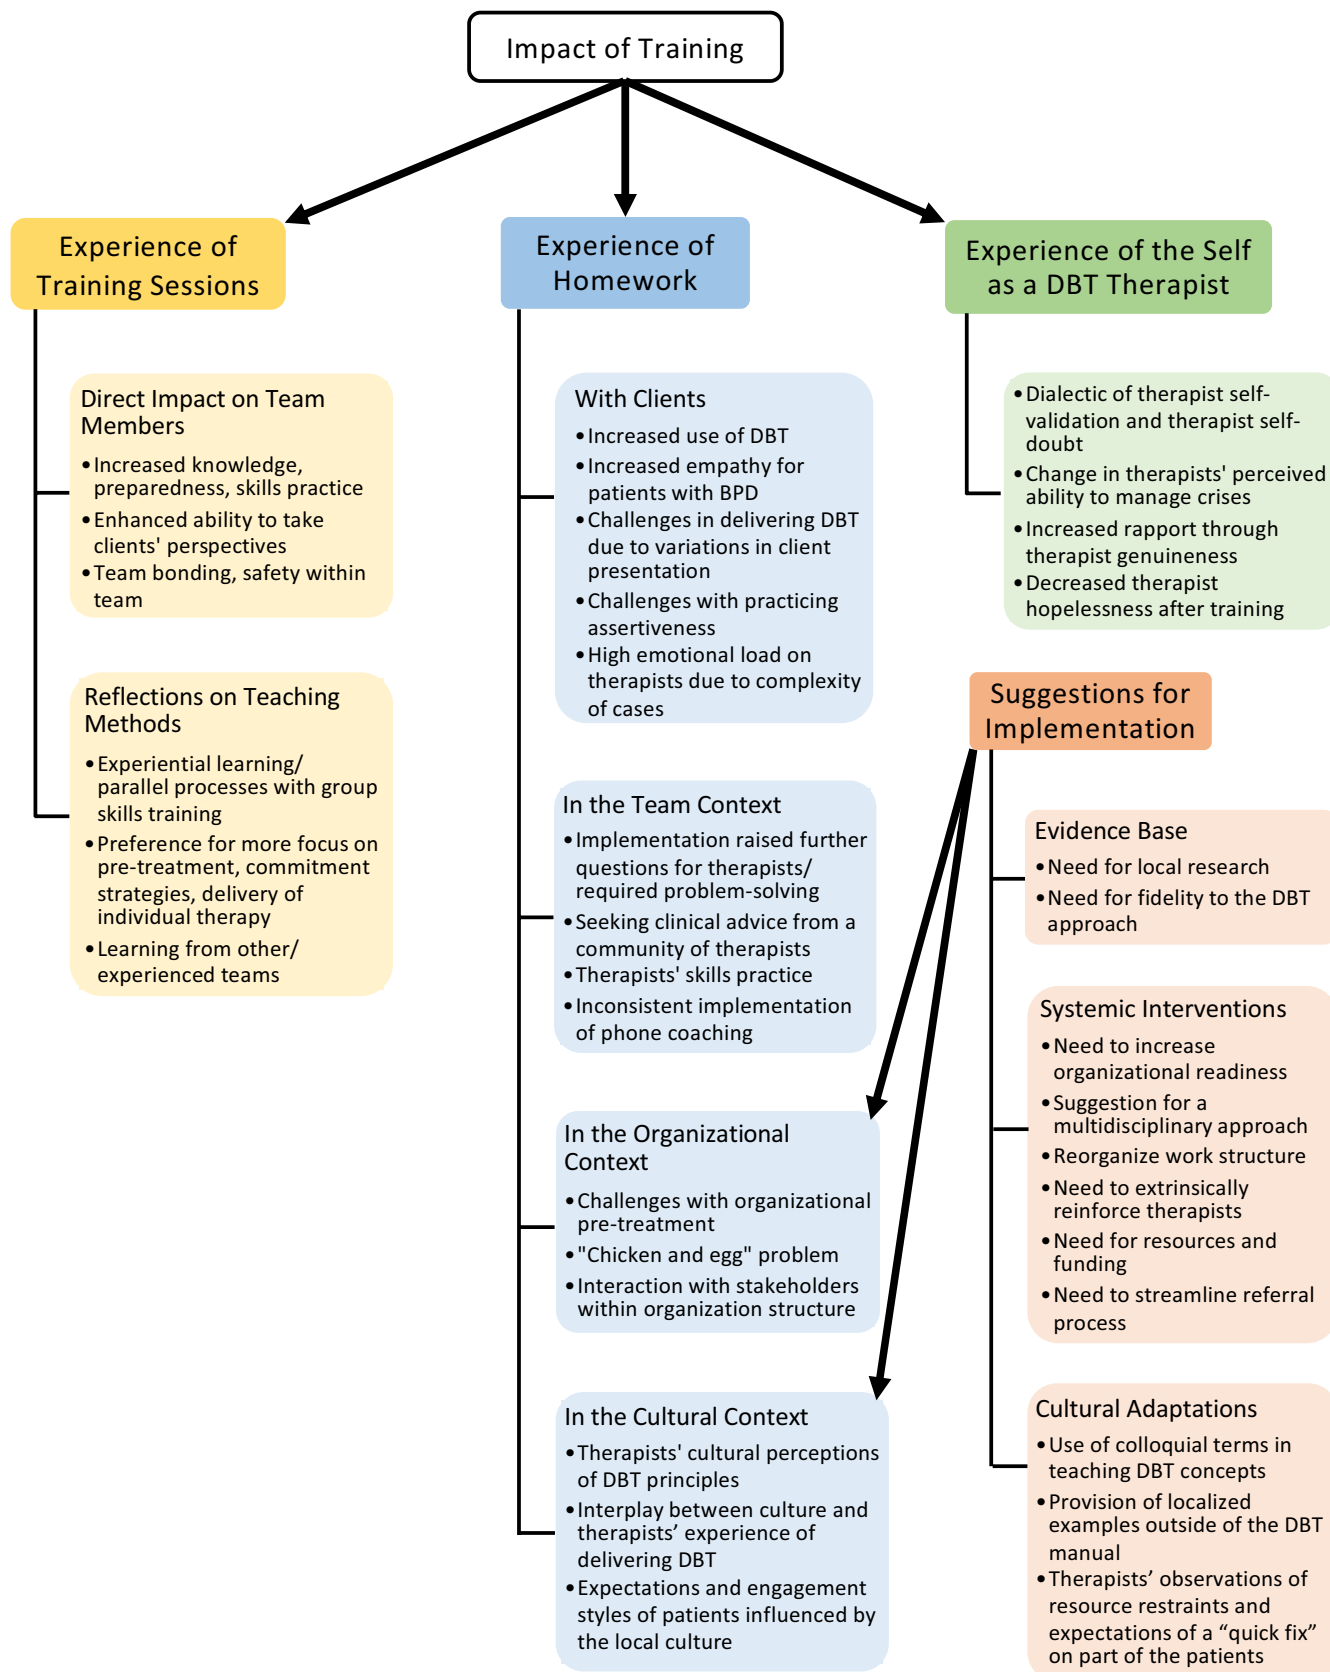 Impact of Training
Experience of
Training Sessions
Direct Impact on Team
Members
•Increased knowledge,
preparedness, skills practice
•Enhanced ability to take
clients' perspectives
•Team bonding, safety within
team
Reflections on Teaching
Methods
•Experiential learning/
parallel processes with group
skills training
•Preference for more focus on
pre-treatment, commitment
strategies, delivery of
individual therapy
•Learning from other/
experienced teams
Experience of
Homework
With Clients
•Increased use of DBT
•Increased empathy for
patients with BPD
•Challenges in delivering DBT
due to variations in client
presentation
•Challenges with practicing
assertiveness
•High emotional load on
therapists due to complexity
of cases
In the Team Context
•Implementation raised further
questions for therapists/
required problem-solving
•Seeking clinical advice from a
community of therapists
•Therapists' skills practice
•Inconsistent implementation
of phone coaching
In the Organizational
Context
•Challenges with organizational
pre-treatment
•"Chicken and egg" problem
•Interaction with stakeholders
within organization structure
In the Cultural Context
•Therapists' cultural perceptions
of DBT principles
•Interplay between culture and
therapists’ experience of
delivering DBT
•Expectations and engagement
styles of patients influenced by
the local culture
Experience of the Self
as a DBT Therapist
•Dialectic of therapist self-
validation and therapist self-
doubt
•Change in therapists' perceived
ability to manage crises
•Increased rapport through
therapist genuineness
•Decreased therapist
hopelessness after training
Suggestions for
Implementation
Evidence Base
•Need for local research
•Need for fidelity to the DBT
approach
Systemic Interventions
•Need to increase
organizational readiness
•Suggestion for a
multidisciplinary approach
•Reorganize work structure
•Need to extrinsically
reinforce therapists
•Need for resources and
funding
•Need to streamline referral
process
Cultural Adaptations
•Use of colloquial terms in
teaching DBT concepts
•Provision of localized
examples outside of the DBT
manual
•Therapists’ observations of
resource restraints and
expectations of a “quick fix”
on part of the patients